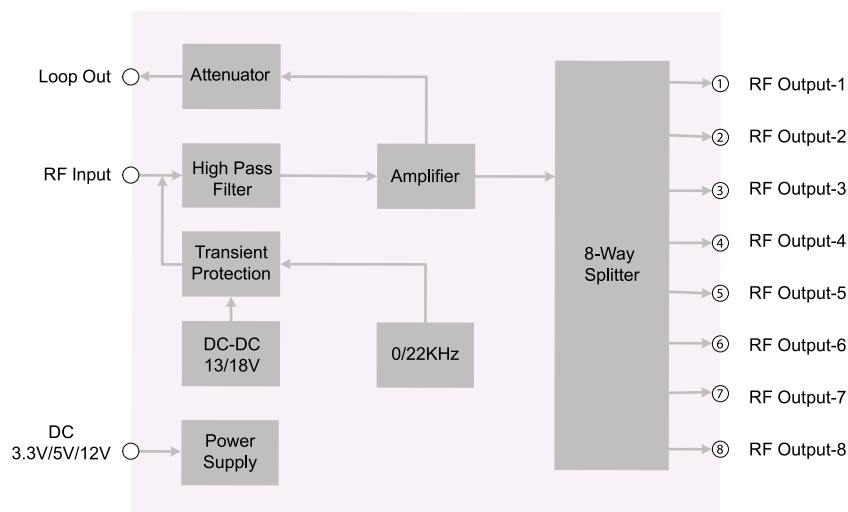 Loop Out
Attenuator
RF Input
High Pass
Filter
Amplifier
Transient
Protection
DC-DC
13/18V
0/22KHz
DC
3.3V/5V/12V
Power
Supply
8-Way
Splitter
① RF Output-1
② RF Output-2
③ RF Output-3
④ RF Output-4
⑤ RF Output-5
⑥ RF Output-6
⑦ RF Output-7
⑧ RF Output-8